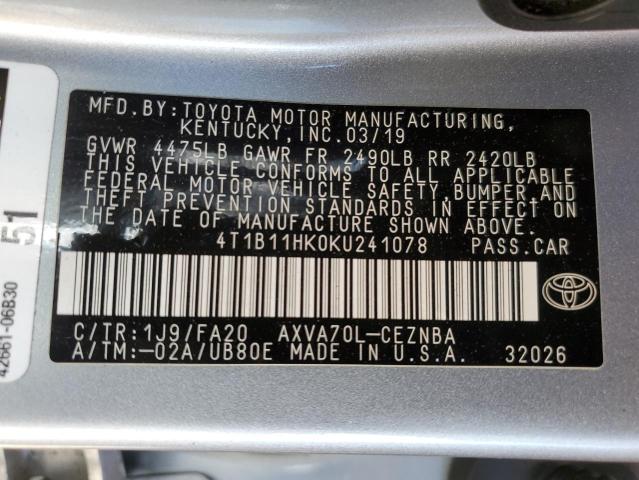 MFD.BY:TOYOTA MOTOR MANUFACTURING,
KENTUCKY,INC.03/19
GVWR 4475LB GAWR FR 2490LB RR 2420LB
THIS VEHICLE CONFORMS TO ALL APPLICABLE
FEDERAL MOTOR VEHICLE SAFETY,BUMPER,AND
THEFT PREVENTION STANDARDS IN EFFECT ON
THE DATE OF MANUFACTURE SHOWN ABOVE.
4T1B11HK0KU241078 PASS.CAR
C/TR:1J9/FA20 AXVA70L-CEZNBA
A/TM:-02A/UB80E MADE IN U.S.A. 32026
51
42661-06B30